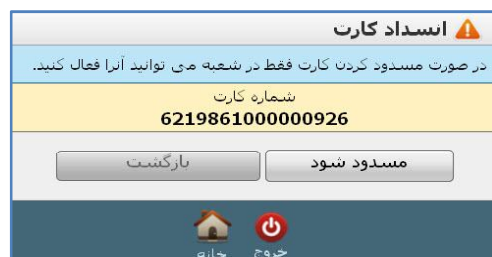 انسداد کارت
در صورت مسدود کردن کارت فقط در شعبه می توانید آنرا فعال کنید.
شماره کارت
6219861000000926
مسدود شود
بازگشت
خروج
خانه